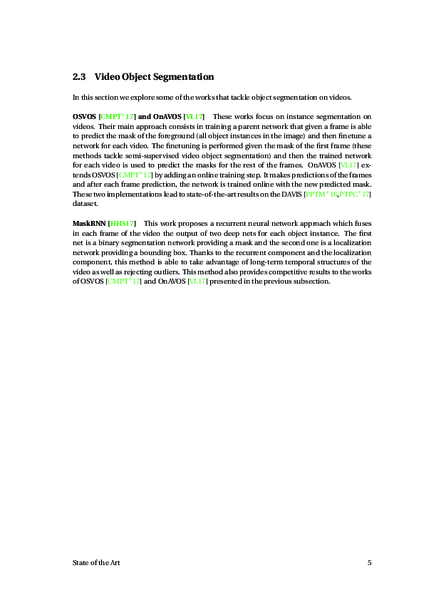 2.3 Video Object Segmentation
In this section we explore some of the works that tackle object segmentation on videos.
OSVOS [CMPT+17] and OnAVOS [VL17] These works focus on instance segmentation on
videos. Their main approach consists in training a parent network that given a frame is able
to predict the mask of the foreground (all object instances in the image) and then finetune a
network for each video. The finetuning is performed given the mask of the first frame (these
methods tackle semi-supervised video object segmentation) and then the trained network
for each video is used to predict the masks for the rest of the frames. OnAVOS [VL17] ex-
tends OSVOS [CMPT+17] by adding an online training step. It makes predictions of the frames
and after each frame prediction, the network is trained online with the new predicted mask.
These two implementations lead to state-of-the-art results on the DAVIS [PPTM+16, PTPC+17]
dataset.
MaskRNN [HHS17] This work proposes a recurrent neural network approach which fuses
in each frame of the video the output of two deep nets for each object instance. The first
net is a binary segmentation network providing a mask and the second one is a localization
network providing a bounding box. Thanks to the recurrent component and the localization
component, this method is able to take advantage of long-term temporal structures of the
video as well as rejecting outliers. This method also provides competitive results to the works
of OSVOS [CMPT+17] and OnAVOS [VL17] presented in the previous subsection.
State of the Art 5